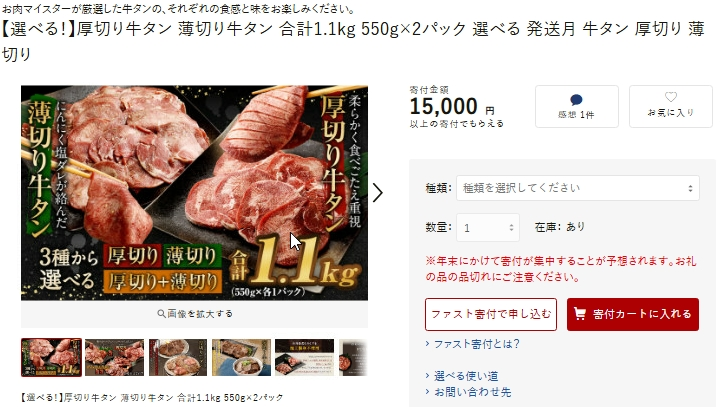 お肉マイスターが厳選した牛タンの、それぞれの食感と味をお楽しみください。
【選べる!】厚切り牛タン 薄切り牛タン 合計1.1kg 550g×2パック 選べる 発送月 牛タン 厚切り 薄
切り
柔らかく食べごたえ重視
厚切り牛タン
にんにく塩ダレが絡んだ
薄切り牛タン
3種から
選べる
厚切り
薄切り
厚切り+薄切り
合計
1.1kg
(550g×各1パック)
画像を拡大する
【選べる!】厚切り牛タン 薄切り牛タン 合計1.1kg 550g×2パック
寄付金額
15,000 円
以上の寄付でもらえる
感想 1件
お気に入り
種類:
種類を選択してください
数量:
1
在庫: あり
※年末にかけて寄付が集中することが予想されます。お礼
の品の品切れにご注意ください。
ファスト寄付で申し込む
寄付カートに入れる
ファスト寄付とは?
選べる使い道
お問い合わせ先